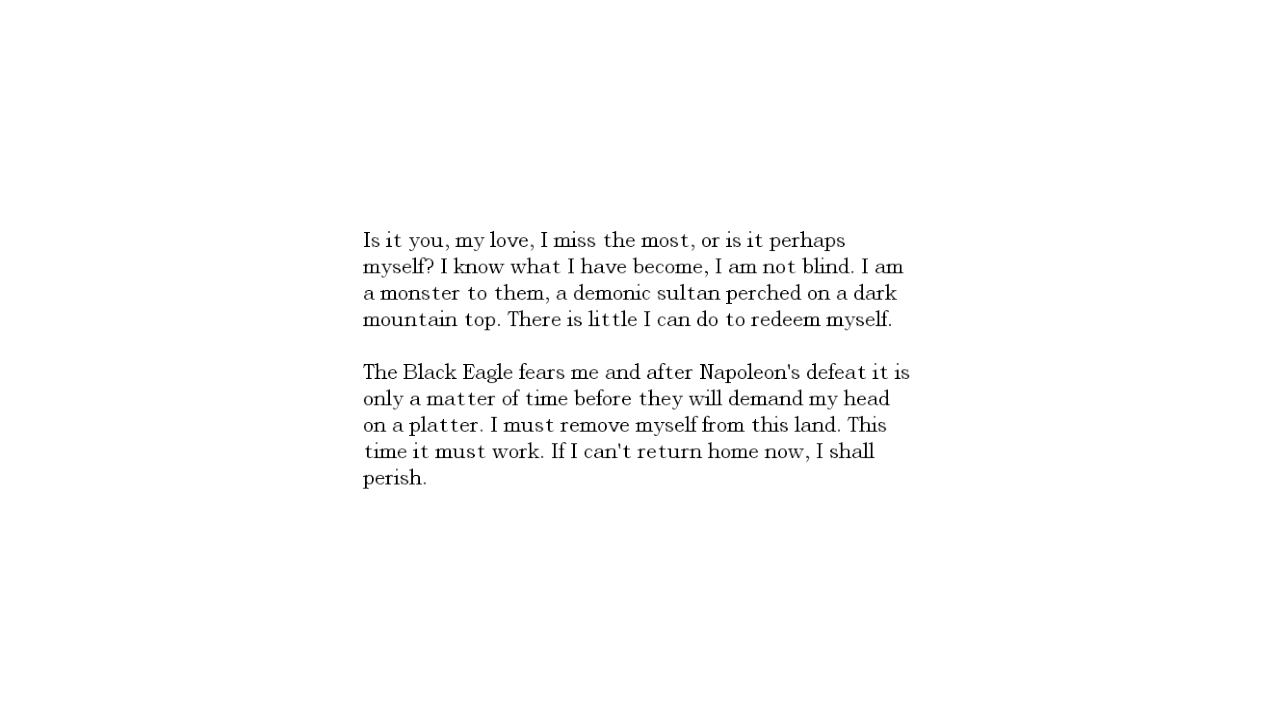 Is it you, my love, I miss the most, or is it perhaps
myself? I know what I have become, I am not blind. I am
a monster to them, a demonic sultan perched on a dark
mountain top. There is little I can do to redeem myself.
The Black Eagle fears me and after Napoleon's defeat it is
only a matter of time before they will demand my head
on a platter. I must remove myself from this land. This
time it must work. If I can't return home now, I shall
perish.